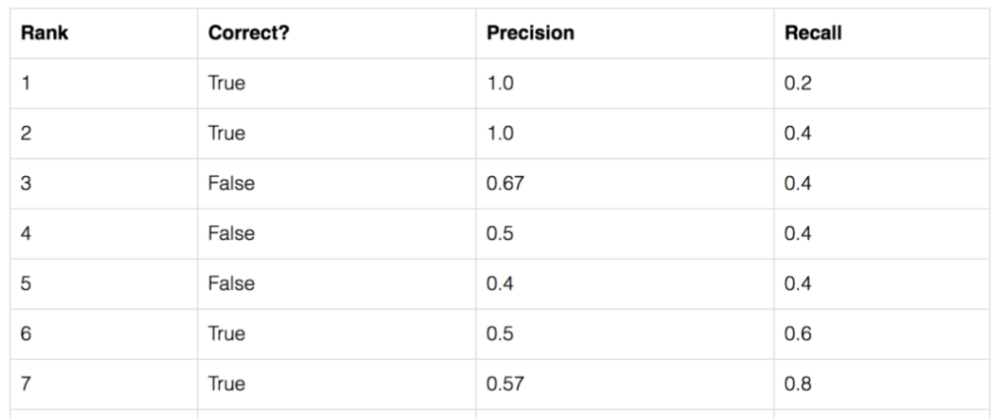 Rank Correct? Precision Recall
1 True 1.0 0.2
2 True 1.0 0.4
3 False 0.67 0.4
4 False 0.5 0.4
5 False 0.4 0.4
6 True 0.5 0.6
7 True 0.57 0.8